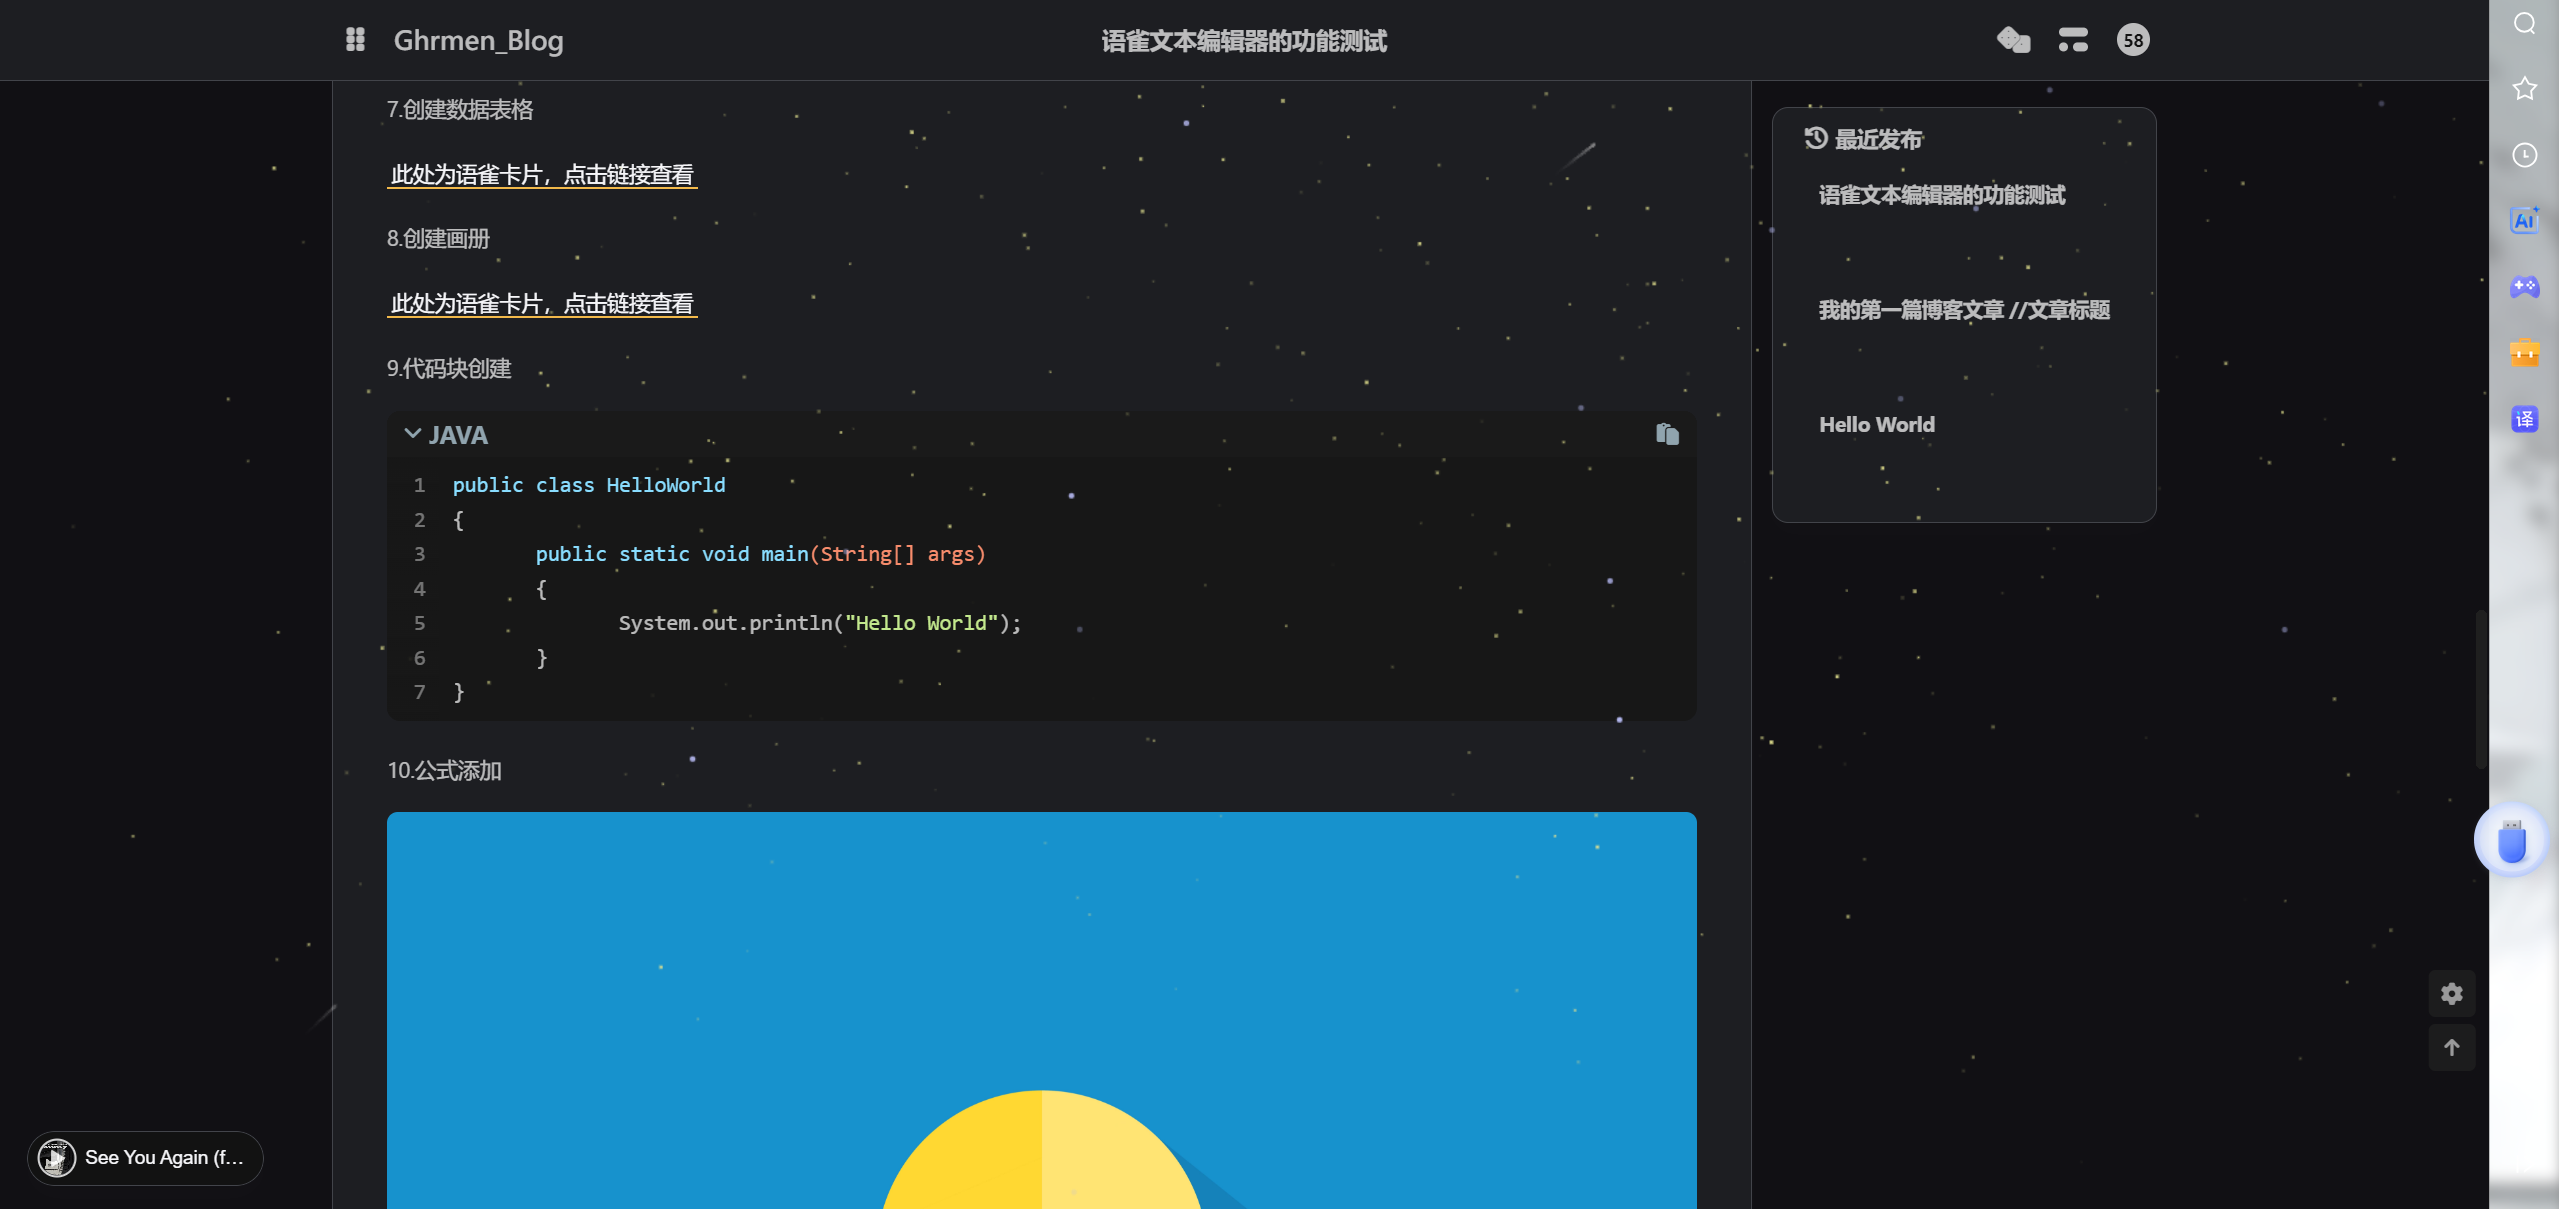 Ghrmen_Blog
语雀文本编辑器的功能测试
58
7.创建数据表格
此处为语雀卡片，点击链接查看
8.创建画册
此处为语雀卡片，点击链接查看
9.代码块创建
JAVA
1 public class HelloWorld
2 {
3 public static void main(String[] args)
4 {
5 System.out.println("Hello World");
6 }
7 }
10.公式添加
最近发布
语雀文本编辑器的功能测试
我的第一篇博客文章 //文章标题
Hello World
AI
译
See You Again (f...